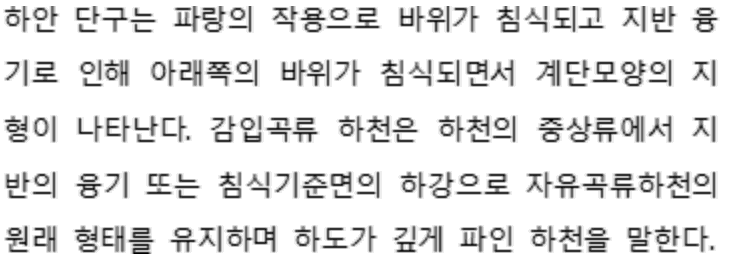 하안 단구는 파랑의 작용으로 바위가 침식되고 지반 융
기로 인해 아래쪽의 바위가 침식되면서 계단모양의 지
형이 나타난다. 감입곡류 하천은 하천의 중상류에서 지
반의 융기 또는 침식기준면의 하강으로 자유곡류하천의
원래 형태를 유지하며 하도가 깊게 파인 하천을 말한다.